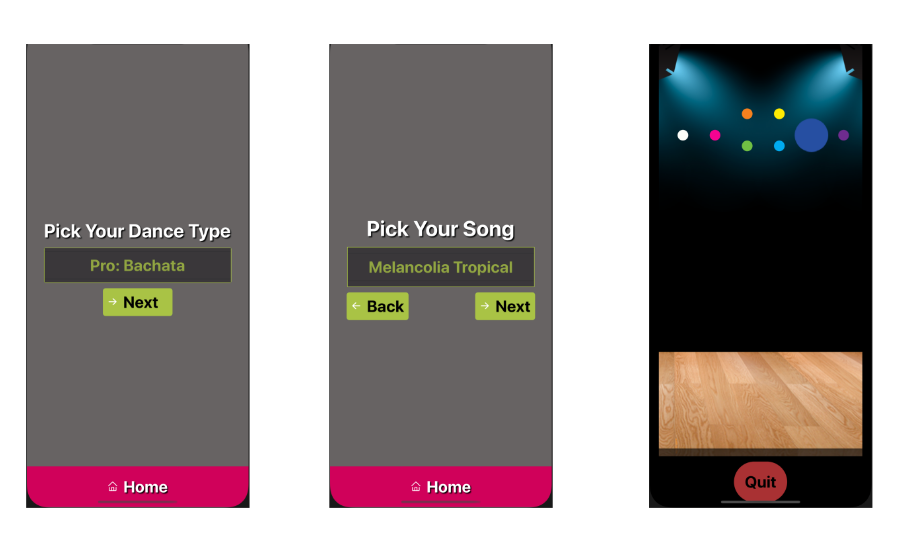 Pick Your Dance Type
Pro: Bachata
→ Next
Home
Pick Your Song
Melancolia Tropical
← Back
→ Next
Home
Quit